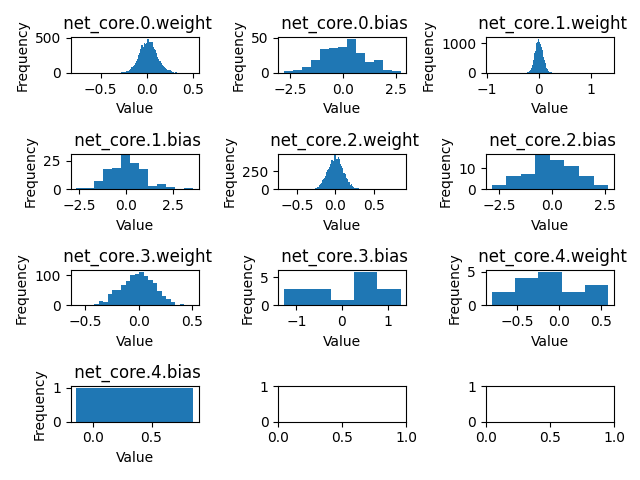 net_core.0.weight
500
0
−0.5
0.0
0.5
Frequency
Value
net_core.0.bias
50
0
−2.5
0.0
2.5
Frequency
Value
net_core.1.weight
1000
0
−1
0
1
Frequency
Value
net_core.1.bias
25
0
−2.5
0.0
2.5
Frequency
Value
net_core.2.weight
250
0
−0.5
0.0
0.5
Frequency
Value
net_core.2.bias
10
0
−2.5
0.0
2.5
Frequency
Value
net_core.3.weight
100
0
−0.5
0.0
0.5
Frequency
Value
net_core.3.bias
5
0
−1
0
1
Frequency
Value
net_core.4.weight
5
0
−0.5
0.0
0.5
Frequency
Value
net_core.4.bias
1
0
0.0
0.5
Frequency
Value
1
0
0.0
0.5
1.0
1
0
0.0
0.5
1.0